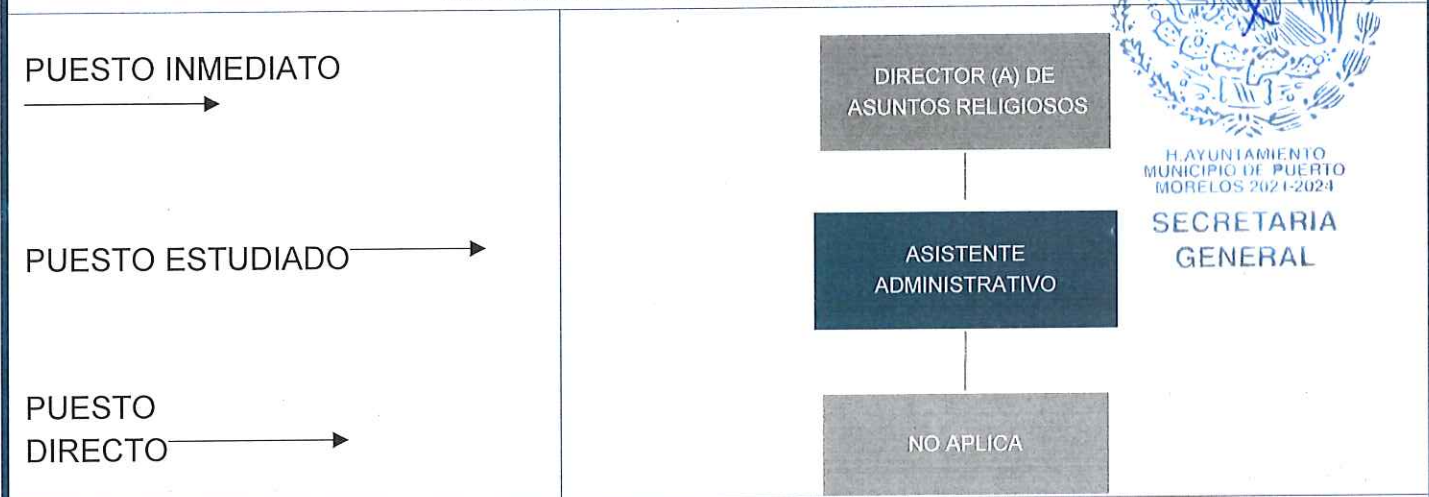 PUESTO INMEDIATO
DIRECTOR (A) DE
ASUNTOS RELIGIOSOS
H.AYUNTAMIENTO
MUNICIPIO DE PUERTO
MORELOS 2021-2024
SECRETARIA
GENERAL
PUESTO ESTUDIADO
ASISTENTE
ADMINISTRATIVO
PUESTO
DIRECTO
NO APLICA